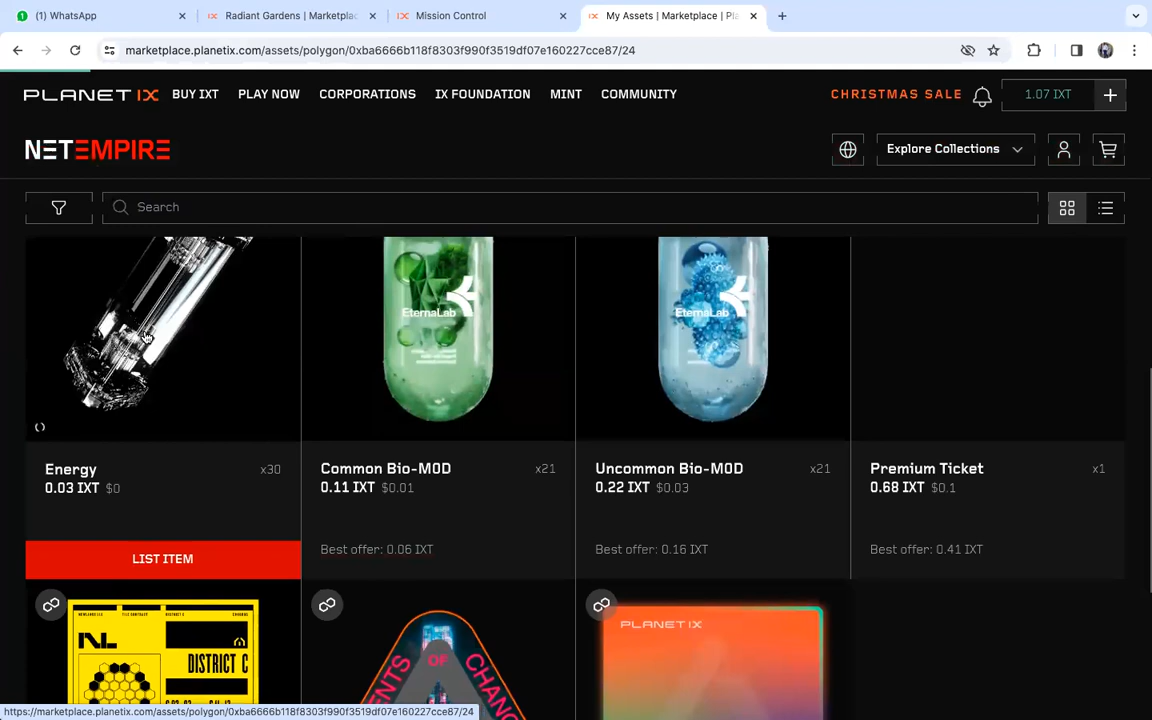 (1) WhatsApp
Radiant Gardens | Marketplac
Mission Control
My Assets | Marketplace | Pla
marketplace.planetix.com/assets/polygon/0xba6666b118f8303f990f3519df07e160227cce87/24
PLANET IX
BUY IXT
PLAY NOW
CORPORATIONS
IX FOUNDATION
MINT
COMMUNITY
CHRISTMAS SALE
1.07 IXT
NETEMPIRE
Explore Collections
Search
EternaLab
EternaLab
Energy x30
0.03 IXT $0
LIST ITEM
Common Bio-MOD x21
0.11 IXT $0.01
Best offer: 0.06 IXT
Uncommon Bio-MOD x21
0.22 IXT $0.03
Best offer: 0.16 IXT
Premium Ticket x1
0.68 IXT $0.1
Best offer: 0.41 IXT
NL
DISTRICT C
OF
CHANG
PLANET IX
https://marketplace.planetix.com/assets/polygon/0xba6666b118f8303f990f3519df07e160227cce87/24